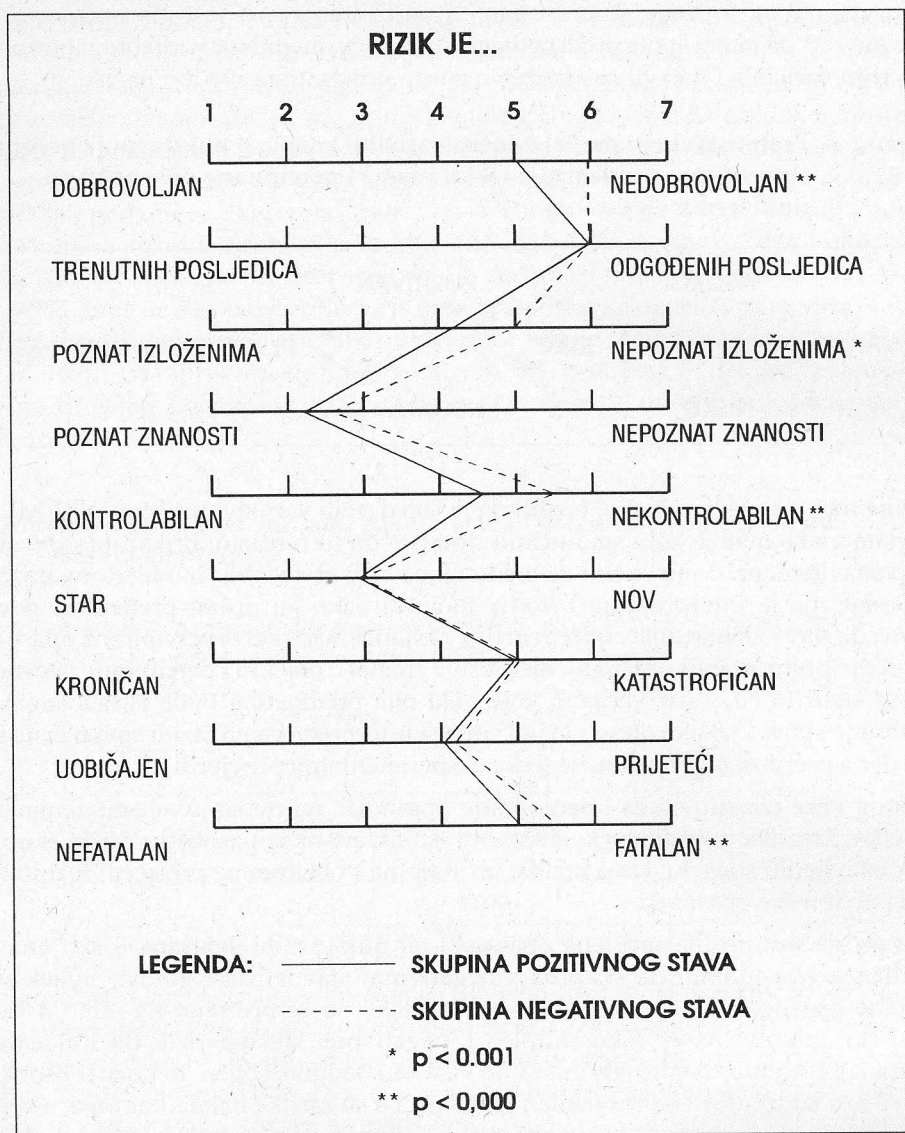 RIZIK JE...
1 2 3 4 5 6 7
DOBROVOLJAN NEDOBROVOLJAN **
TRENUTNIH POSLJEDICA ODGOĐENIH POSLJEDICA
POZNAT IZLOŽENIMA NEPOZNAT IZLOŽENIMA *
POZNAT ZNANOSTI NEPOZNAT ZNANOSTI
KONTROLABILAN NEKONTROLABILAN **
STAR NOV
KRONIČAN KATASTROFIČAN
UOBIČAJEN PRIJETEĆI
NEFATALAN FATALAN **
LEGENDA: SKUPINA POZITIVNOG STAVA
SKUPINA NEGATIVNOG STAVA
* p < 0.001
** p < 0,000